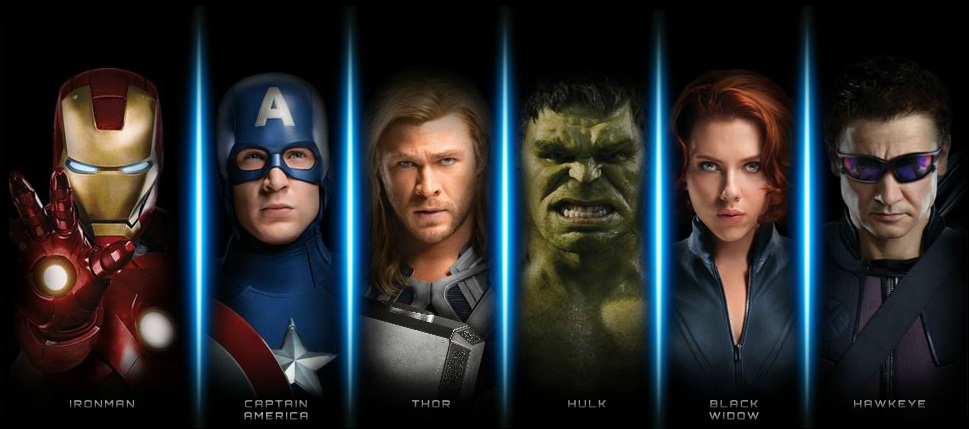 A
IRONMAN
CAPTAIN
AMERICA
THOR
HULK
BLACK
WIDOW
HAWKEYE